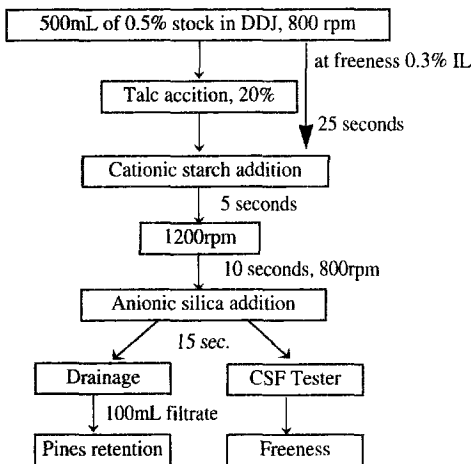 500mL of 0.5% stock in DDJ, 800 rpm
at freeness 0.3% IL
Talc accition, 20%
25 seconds
Cationic starch addition
5 seconds
1200rpm
10 seconds, 800rpm
Anionic silica addition
15 sec.
Drainage
CSF Tester
100mL filtrate
Pines retention
Freeness